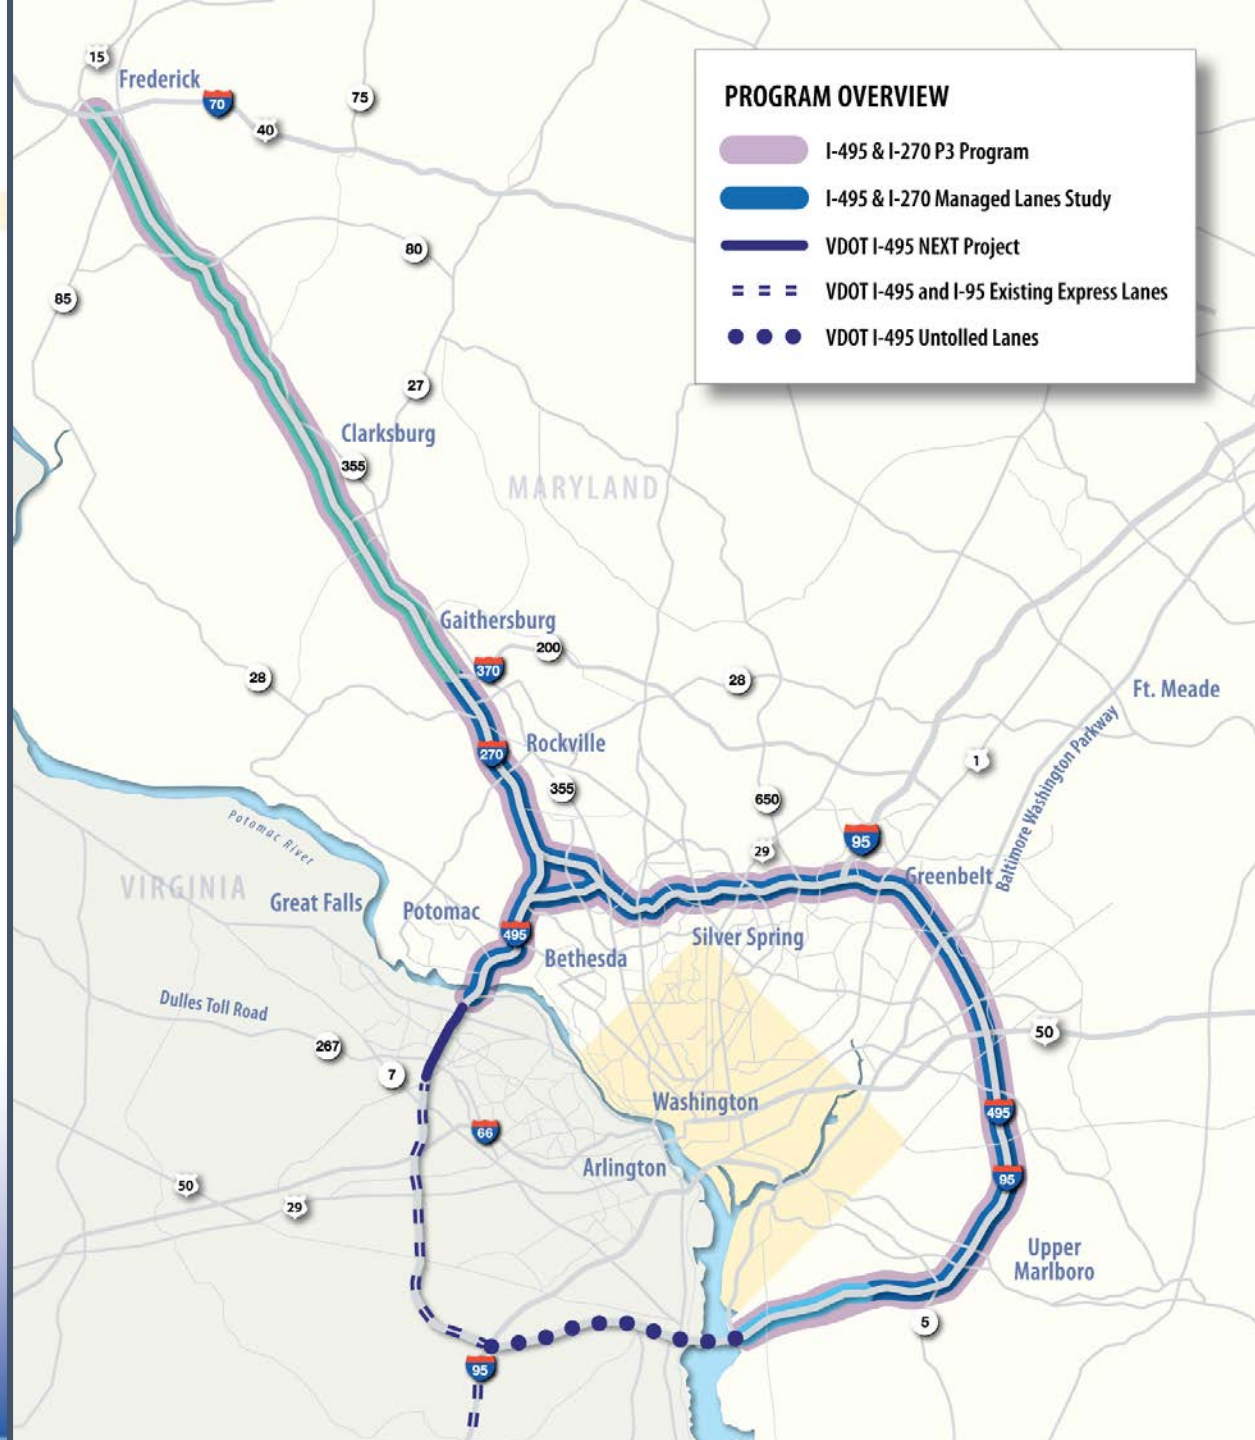 15
Frederick
70
40
75
PROGRAM OVERVIEW
I-495 & I-270 P3 Program
I-495 & I-270 Managed Lanes Study
VDOT I-495 NEXT Project
VDOT I-495 and I-95 Existing Express Lanes
VDOT I-495 Untolled Lanes
80
85
27
Clarksburg
355
MARYLAND
Gaithersburg
200
370
28
28
Ft. Meade
Rockville
270
1
355
650
Baltimore Washington Parkway
Potomac River
29
95
VIRGINIA
Great Falls
Potomac
Greenbelt
495
Silver Spring
Bethesda
Dulles Toll Road
267
50
7
Washington
495
66
Arlington
95
50
29
Upper
Marlboro
5
95